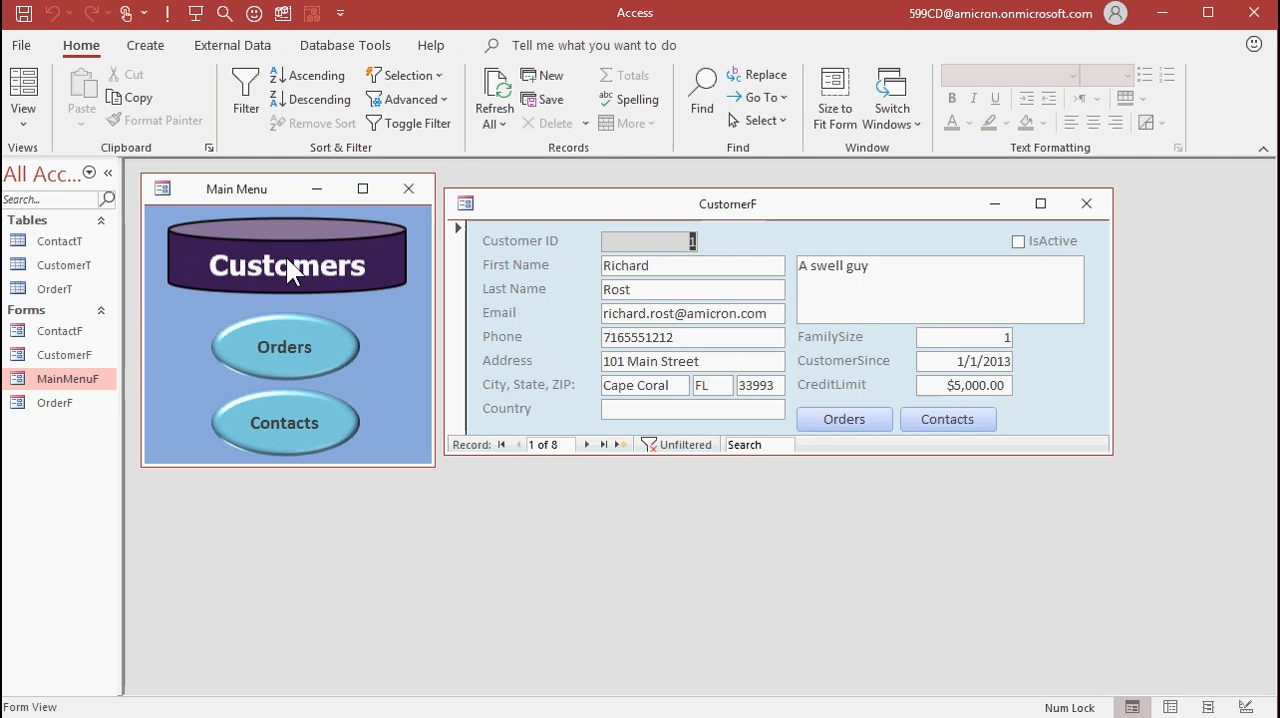 Access
599CD@amicron.onmicrosoft.com
File Home Create External Data Database Tools Help Tell me what you want to do
View
Views
Paste
Cut
Copy
Format Painter
Clipboard
Filter
Ascending
Descending
Remove Sort
Selection
Advanced
Toggle Filter
Sort & Filter
Refresh
All
New
Save
Delete
Totals
Spelling
More
Records
Find
Replace
Go To
Select
Find
Size to
Fit Form
Switch
Windows
Window
B I U
A
Text Formatting
All Acc...
Search...
Tables
ContactT
CustomerT
OrderT
Forms
ContactF
CustomerF
MainMenuF
OrderF
Main Menu
Customers
Orders
Contacts
CustomerF
Customer ID 1
IsActive
First Name Richard
A swell guy
Last Name Rost
Email richard.rost@amicron.com
Phone 7165551212
FamilySize 1
Address 101 Main Street
CustomerSince 1/1/2013
City, State, ZIP: Cape Coral FL 33993
CreditLimit $5,000.00
Country
Orders Contacts
Record: 1 of 8 Unfiltered Search
Form View
Num Lock